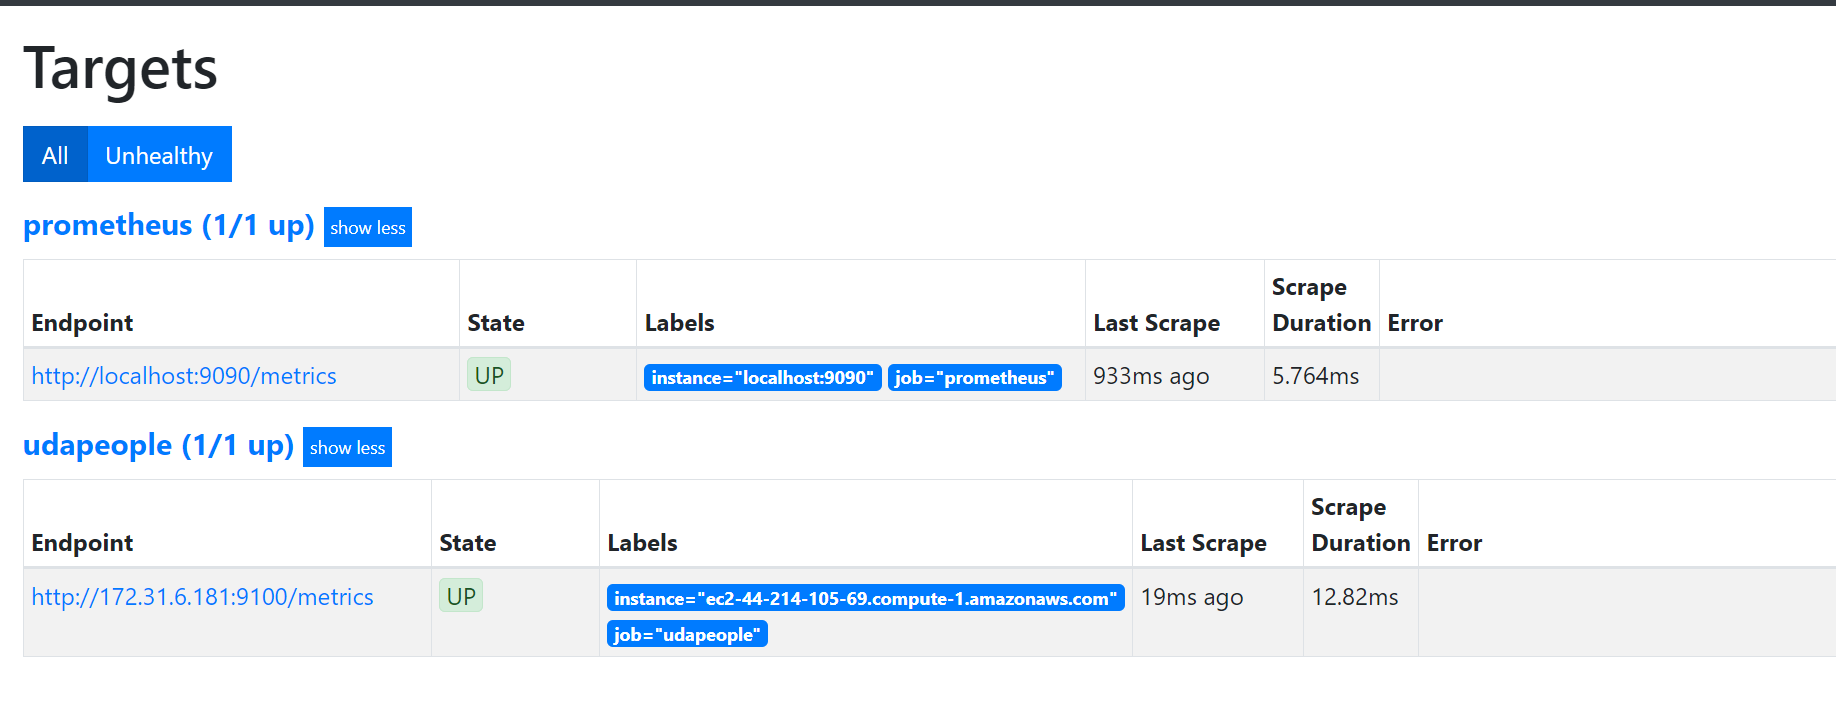 Targets
All Unhealthy
prometheus (1/1 up) show less
Endpoint State Labels Last Scrape Scrape Duration Error
http://localhost:9090/metrics UP instance="localhost:9090" job="prometheus" 933ms ago 5.764ms
udapeople (1/1 up) show less
Endpoint State Labels Last Scrape Scrape Duration Error
http://172.31.6.181:9100/metrics UP instance="ec2-44-214-105-69.compute-1.amazonaws.com" 19ms ago 12.82ms
job="udapeople"